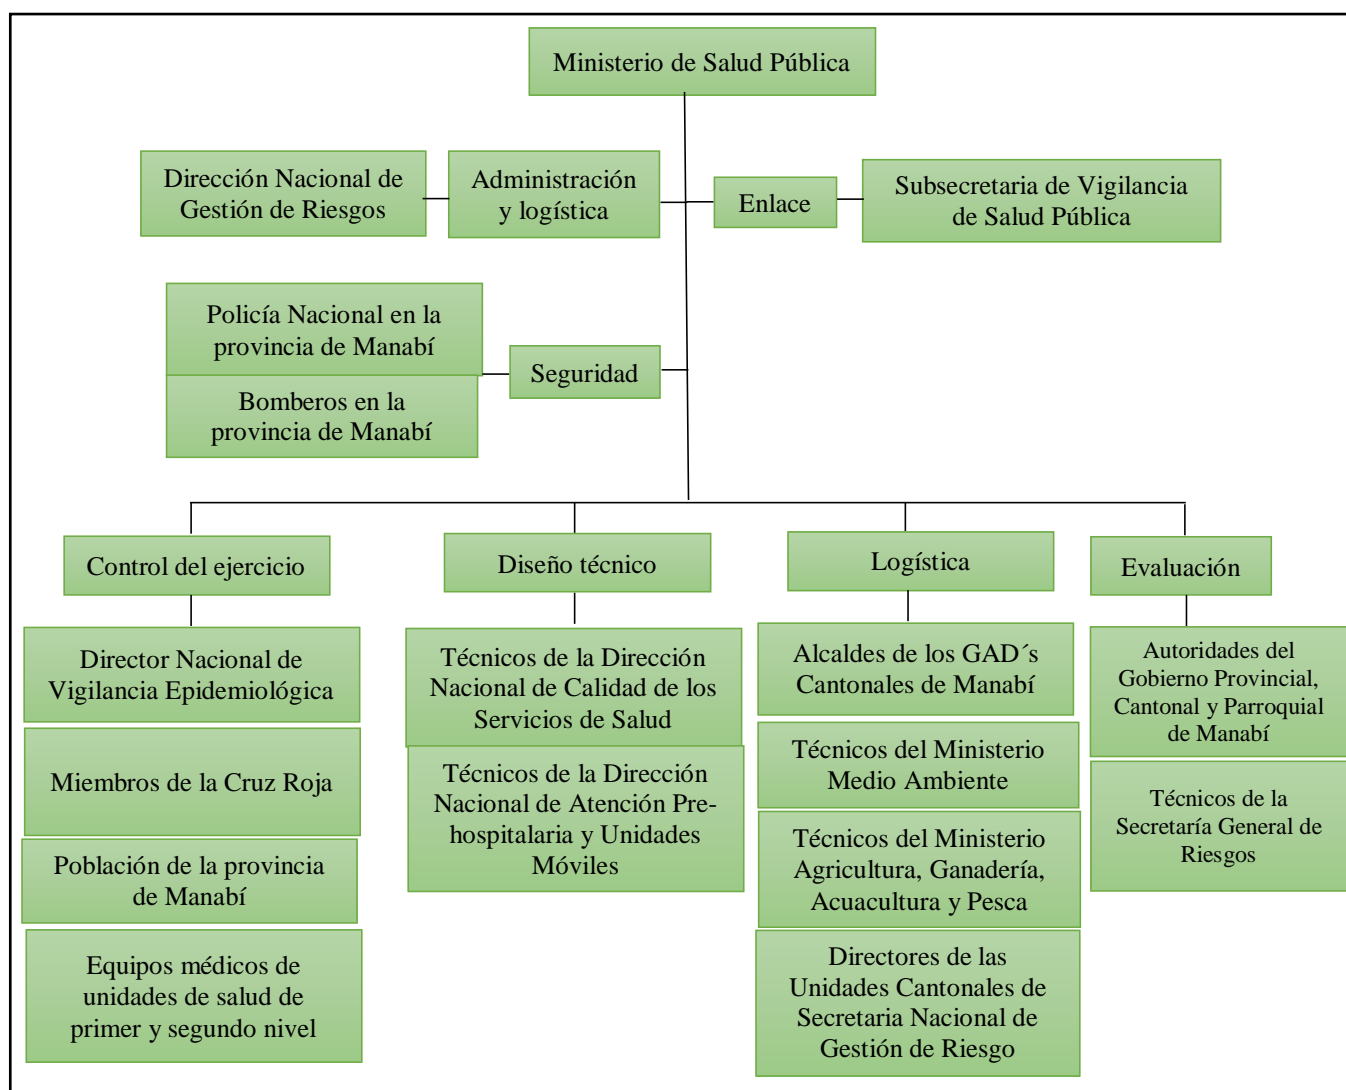 Ministerio de Salud Pública
Dirección Nacional de
Gestión de Riesgos
Administración
y logística
Enlace
Subsecretaria de Vigilancia
de Salud Pública
Policía Nacional en la
provincia de Manabí
Bomberos en la
provincia de Manabí
Seguridad
Control del ejercicio
Director Nacional de
Vigilancia Epidemiológica
Miembros de la Cruz Roja
Población de la provincia
de Manabí
Equipos médicos de
unidades de salud de
primer y segundo nivel
Diseño técnico
Técnicos de la Dirección
Nacional de Calidad de los
Servicios de Salud
Técnicos de la Dirección
Nacional de Atención Pre-
hospitalaria y Unidades
Móviles
Logística
Alcaldes de los GAD´s
Cantonales de Manabí
Técnicos del Ministerio
Medio Ambiente
Técnicos del Ministerio
Agricultura, Ganadería,
Acuacultura y Pesca
Directores de las
Unidades Cantonales de
Secretaria Nacional de
Gestión de Riesgo
Evaluación
Autoridades del
Gobierno Provincial,
Cantonal y Parroquial
de Manabí
Técnicos de la
Secretaría General de
Riesgos